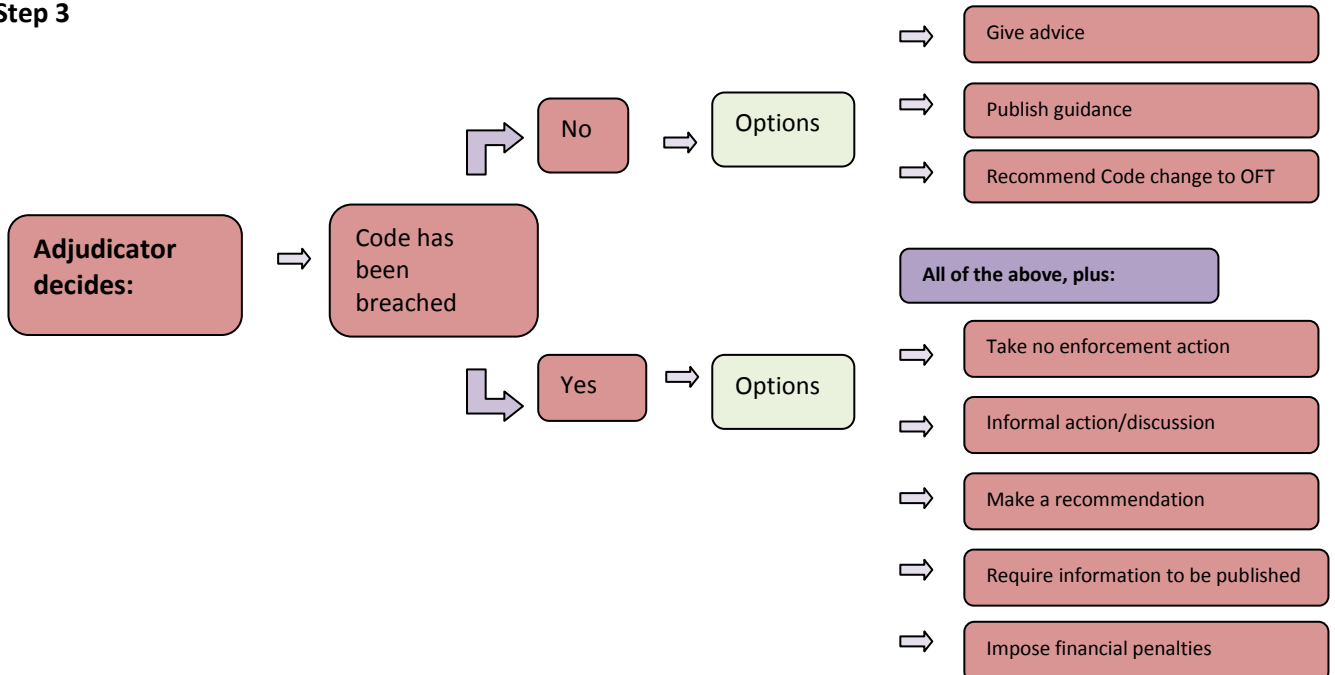 Step 3
Adjudicator
decides:
Code has
been
breached
No
Options
Give advice
Publish guidance
Recommend Code change to OFT
Yes
Options
All of the above, plus:
Take no enforcement action
Informal action/discussion
Make a recommendation
Require information to be published
Impose financial penalties